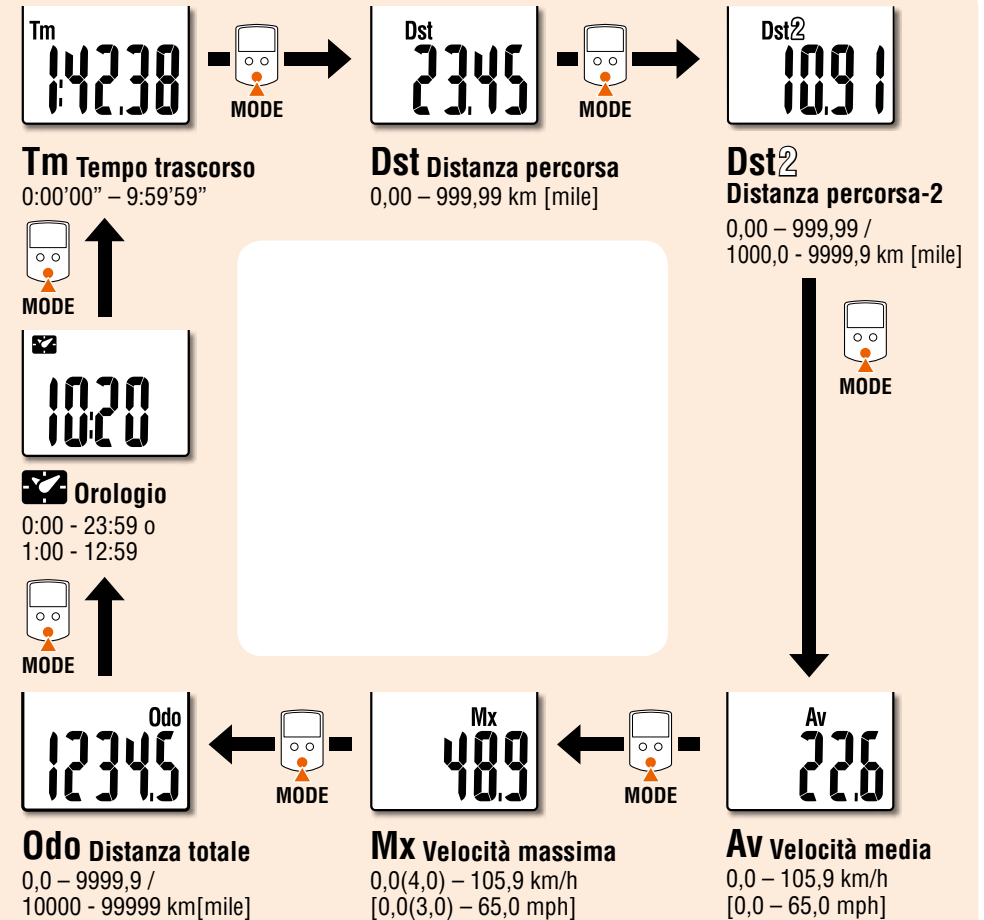 Tm
1:42.38
MODE
Dst
23.45
MODE
Dst2
10.91
Tm Tempo trascorso
0:00’00” – 9:59’59”
Dst Distanza percorsa
0,00 – 999,99 km [mile]
Dst2
Distanza percorsa-2
0,00 – 999,99 /
1000,0 - 9999,9 km [mile]
MODE
MODE
10:20
Orologio
0:00 - 23:59 o
1:00 - 12:59
MODE
Odo
1234.5
MODE
Mx
48.9
MODE
Av
22.6
Odo Distanza totale
0,0 – 9999,9 /
10000 - 99999 km[mile]
Mx Velocità massima
0,0(4,0) – 105,9 km/h
[0,0(3,0) – 65,0 mph]
Av Velocità media
0,0 – 105,9 km/h
[0,0 – 65,0 mph]